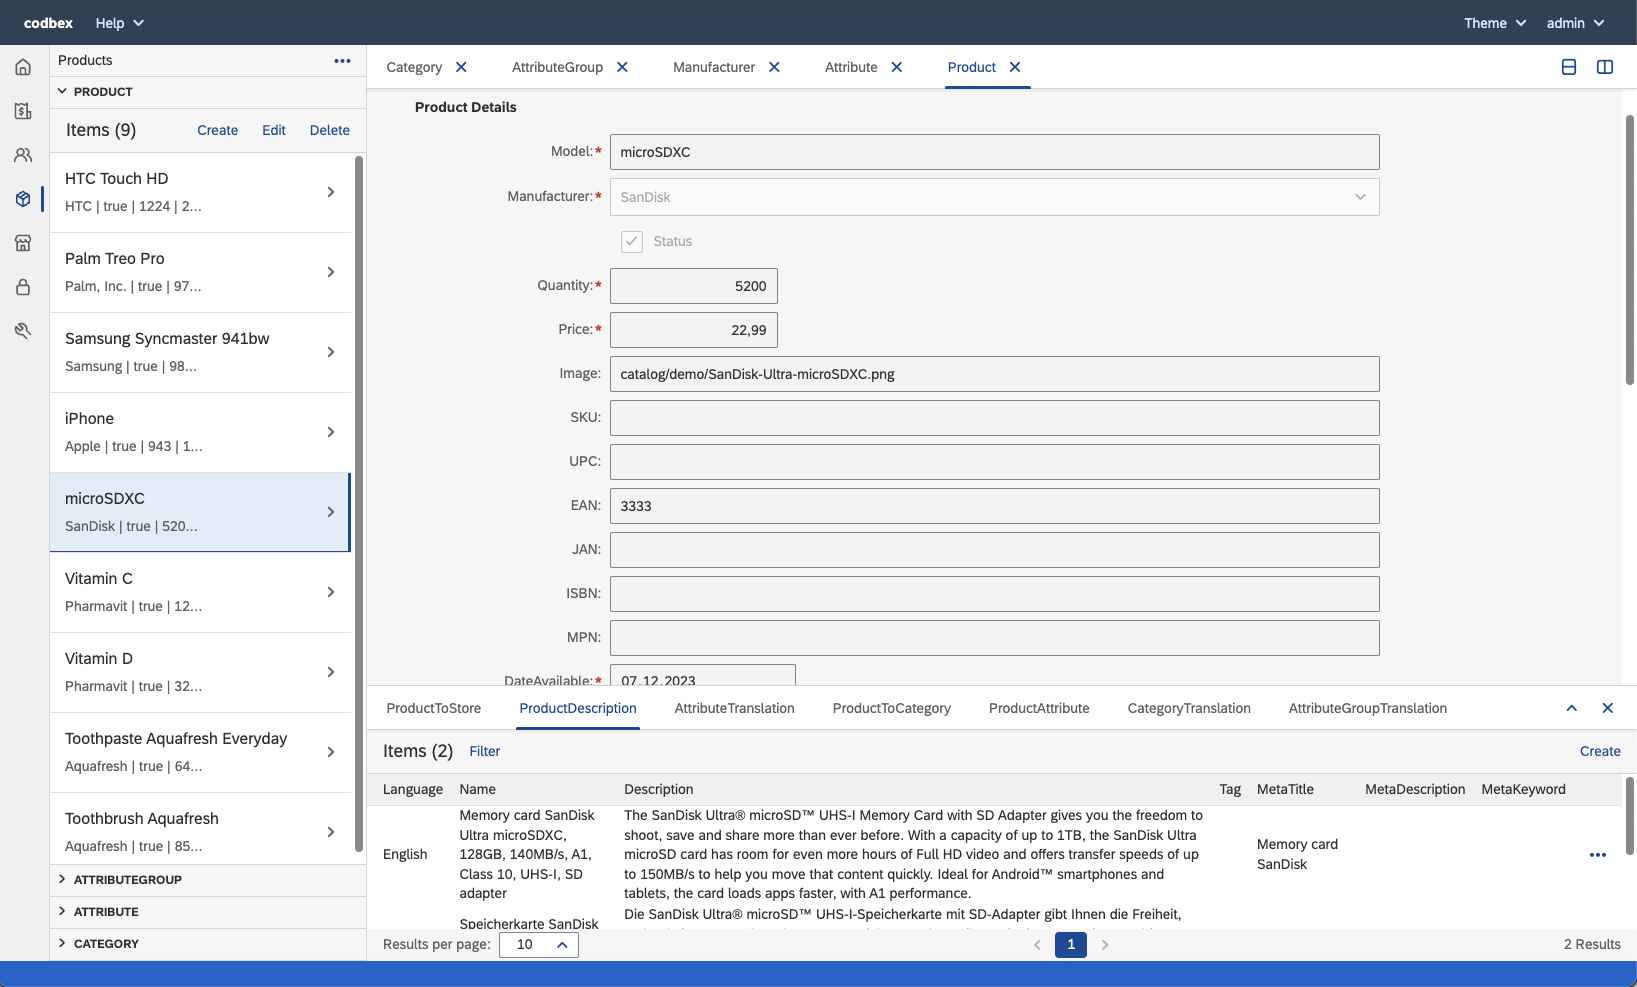 codbex Help Theme admin
Products
PRODUCT
Items (9) Create Edit Delete
HTC Touch HD
HTC | true | 1224 | 2...
Palm Treo Pro
Palm, Inc. | true | 97...
Samsung Syncmaster 941bw
Samsung | true | 98...
iPhone
Apple | true | 943 | 1...
microSDXC
SanDisk | true | 520...
Vitamin C
Pharmavit | true | 12...
Vitamin D
Pharmavit | true | 32...
Toothpaste Aquafresh Everyday
Aquafresh | true | 64...
Toothbrush Aquafresh
Aquafresh | true | 85...
ATTRIBUTEGROUP
ATTRIBUTE
CATEGORY
Category AttributeGroup Manufacturer Attribute Product
Product Details
Model:* microSDXC
Manufacturer:* SanDisk
Status
Quantity:* 5200
Price:* 22,99
Image: catalog/demo/SanDisk-Ultra-microSDXC.png
SKU:
UPC:
EAN: 3333
JAN:
ISBN:
MPN:
DateAvailable:* 07.12.2023
ProductToStore ProductDescription AttributeTranslation ProductToCategory ProductAttribute CategoryTranslation AttributeGroupTranslation
Items (2) Filter Create
Language Name Description Tag MetaTitle MetaDescription MetaKeyword
English
Memory card SanDisk
Ultra microSDXC,
128GB, 140MB/s, A1,
Class 10, UHS-I, SD
adapter
The SanDisk Ultra® microSD™ UHS-I Memory Card with SD Adapter gives you the freedom to
shoot, save and share more than ever before. With a capacity of up to 1TB, the SanDisk Ultra
microSD card has room for even more hours of Full HD video and offers transfer speeds of up
to 150MB/s to help you move that content quickly. Ideal for Android™ smartphones and
tablets, the card loads apps faster, with A1 performance.
Memory card
SanDisk
Speicherkarte SanDisk
Die SanDisk Ultra® microSD™ UHS-I-Speicherkarte mit SD-Adapter gibt Ihnen die Freiheit,
Results per page: 10 1 2 Results